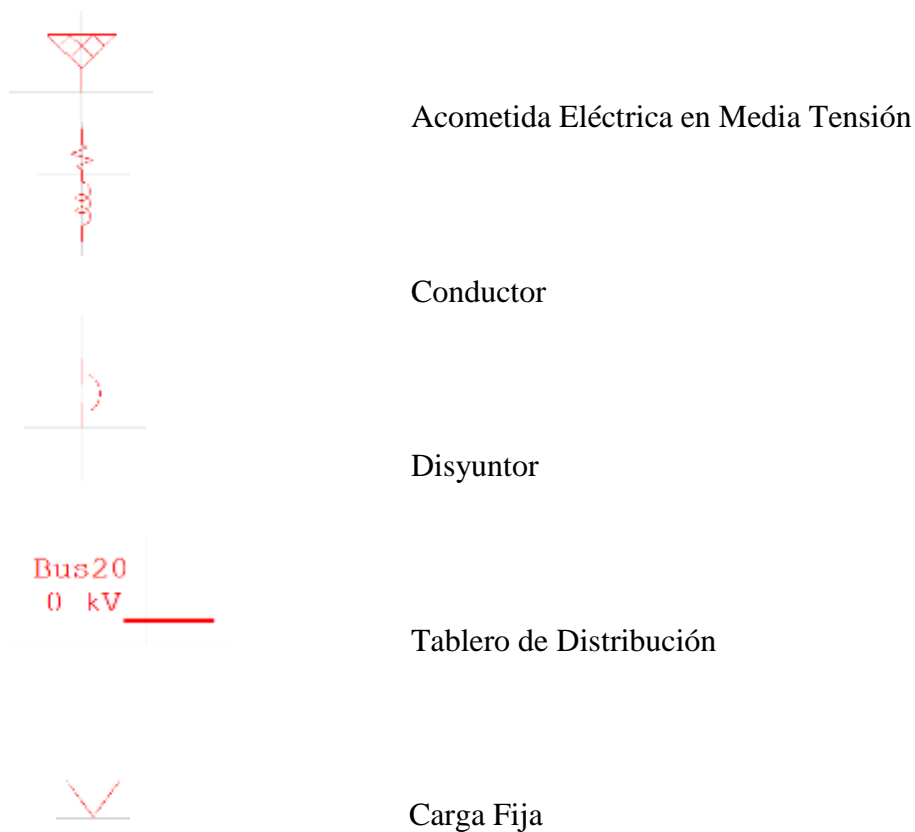 Acometida Eléctrica en Media Tensión
Conductor
Disyuntor
Bus20
0 kV
Tablero de Distribución
Carga Fija